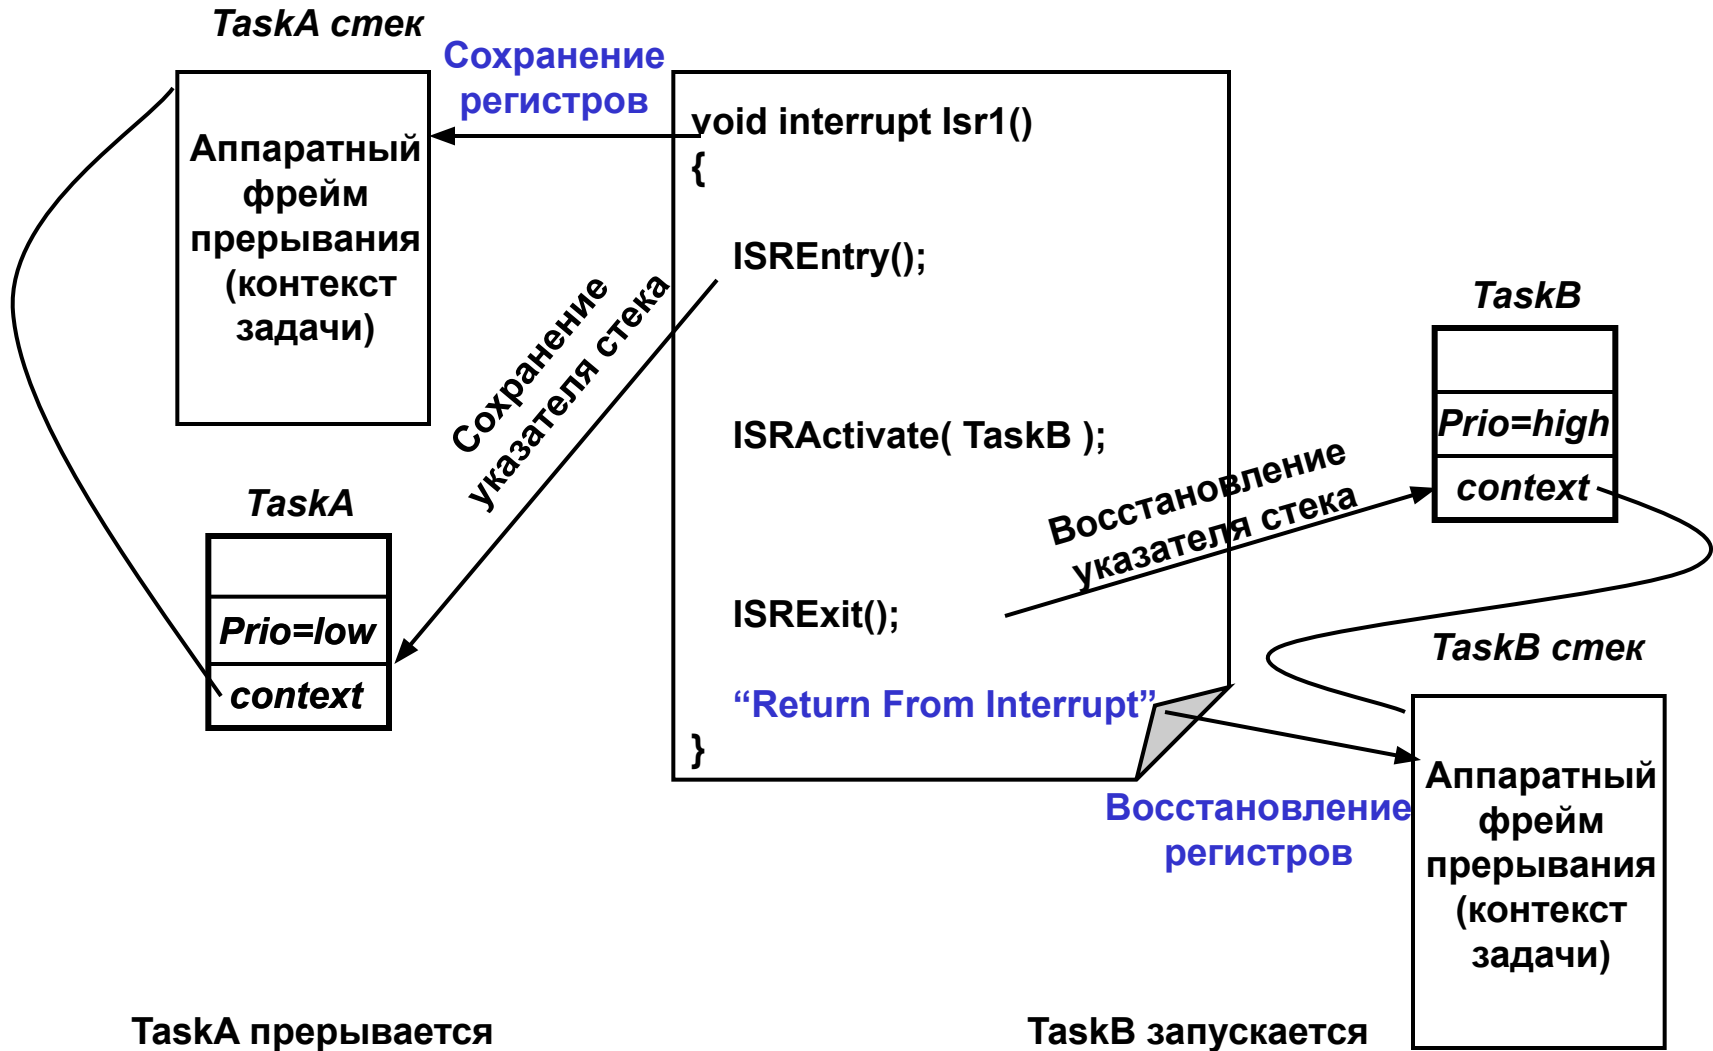 TaskA стек
Сохранение
регистров
Аппаратный
фрейм
прерывания
(контекст
задачи)
void interrupt Isr1()
{
ISREntry();
Сохранение
указателя стека
ISRActivate( TaskB );
Восстановление
указателя стека
ISRExit();
“Return From Interrupt”
}
TaskA
Prio=low
context
TaskB
Prio=high
context
TaskB стек
Восстановление
регистров
Аппаратный
фрейм
прерывания
(контекст
задачи)
TaskA прерывается
TaskB запускается